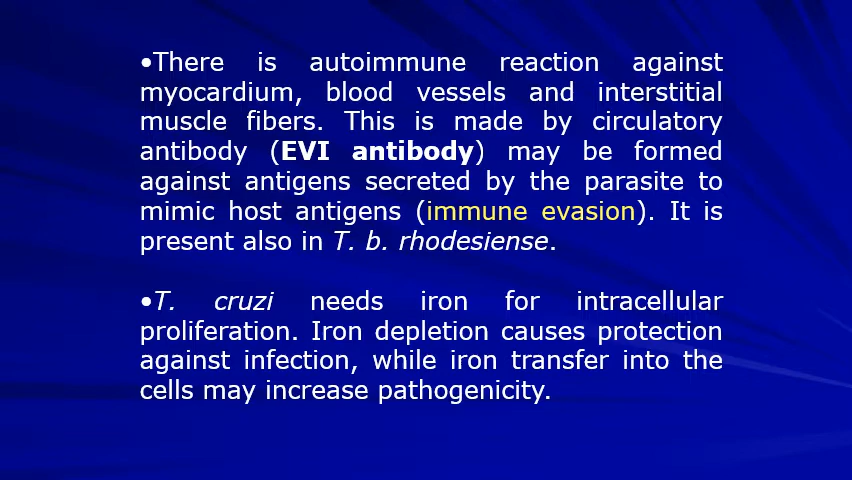 •There is autoimmune reaction against
myocardium, blood vessels and interstitial
muscle fibers. This is made by circulatory
antibody (EVI antibody) may be formed
against antigens secreted by the parasite to
mimic host antigens (immune evasion). It is
present also in T. b. rhodesiense.
•T. cruzi needs iron for intracellular
proliferation. Iron depletion causes protection
against infection, while iron transfer into the
cells may increase pathogenicity.